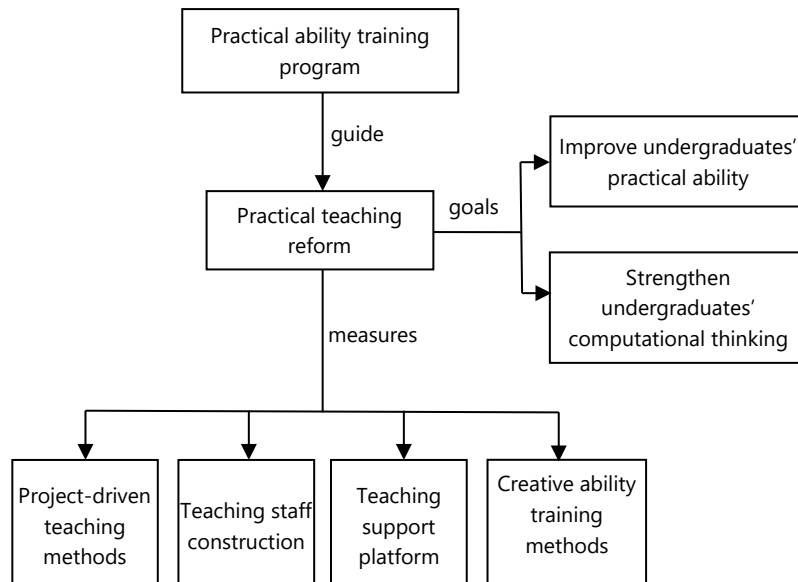 Practical ability training
program
guide
Improve undergraduates’
practical ability
Practical teaching
reform
goals
Strengthen
undergraduates’
computational thinking
measures
Project-driven
teaching
methods
Teaching staff
construction
Teaching
support
platform
Creative ability
training
methods